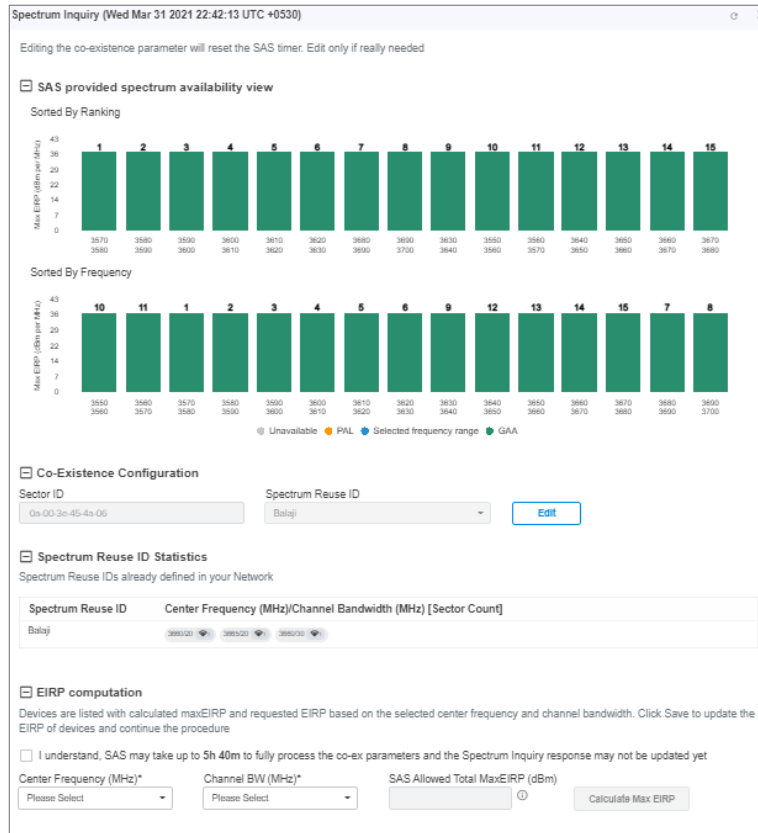 Spectrum Inquiry (Wed Mar 31 2021 22:42:13 UTC +0530)
Editing the co-existence parameter will reset the SAS timer. Edit only if really needed
SAS provided spectrum availability view
Sorted By Ranking
Max EIRP (dBm per MHz)
43
36
29
22
14
7
0
1 2 3 4 5 6 7 8 9 10 11 12 13 14 15
3570 3580 3590 3600 3610 3620 3680 3690 3630 3550 3560 3640 3650 3660 3670
3580 3590 3600 3610 3620 3630 3690 3700 3640 3560 3570 3650 3660 3670 3680
Sorted By Frequency
Max EIRP (dBm per MHz)
43
36
29
22
14
7
0
10 11 1 2 3 4 5 6 9 12 13 14 15 7 8
3550 3560 3570 3580 3590 3600 3610 3620 3630 3640 3650 3660 3670 3680 3690
3560 3570 3580 3590 3600 3610 3620 3630 3640 3650 3660 3670 3680 3690 3700
Unavailable PAL Selected frequency range GAA
Co-Existence Configuration
Sector ID Spectrum Reuse ID
0a-00-3e-45-4a-06 Balaji Edit
Spectrum Reuse ID Statistics
Spectrum Reuse IDs already defined in your Network
Spectrum Reuse ID Center Frequency (MHz)/Channel Bandwidth (MHz) [Sector Count]
Balaji 3665/20
EIRP computation
Devices are listed with calculated maxEIRP and requested EIRP based on the selected center frequency and channel bandwidth. Click Save to update the
EIRP of devices and continue the procedure
I understand, SAS may take up to 5h 40m to fully process the co-ex parameters and the Spectrum Inquiry response may not be updated yet
Center Frequency (MHz)* Channel BW (MHz)* SAS Allowed Total MaxEIRP (dBm)
Please Select Please Select Calculate Max EIRP